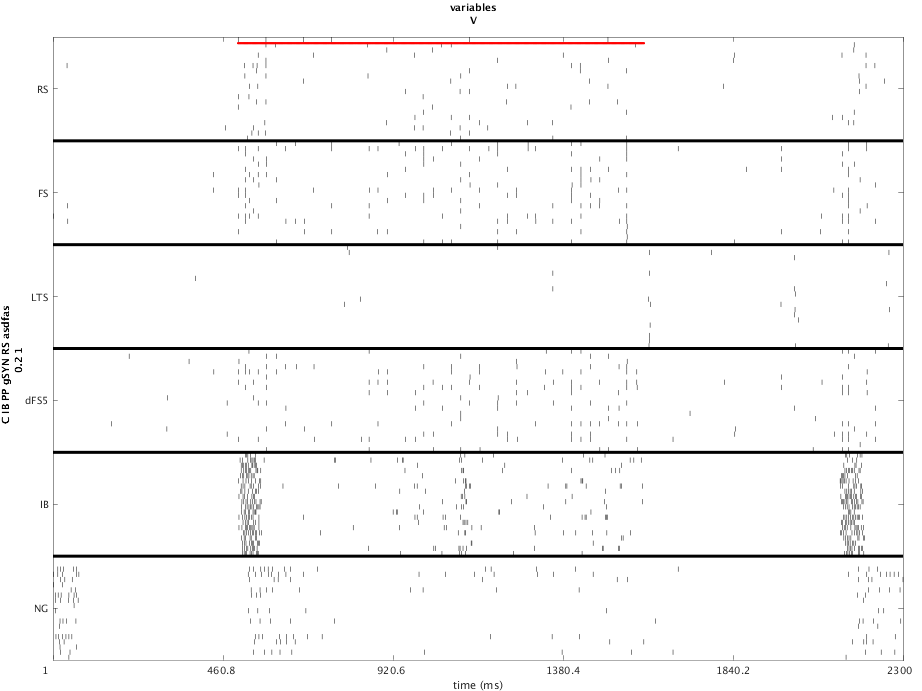 variables
V
C IB PP gSYN RS asdfas
0.2 1
RS
FS
LTS
dFS5
IB
NG
1
460.8
920.6
1380.4
1840.2
2300
time (ms)